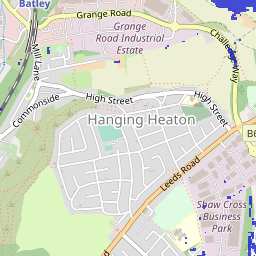 Batley
Grange Road
Grange
Road Industrial
Estate
Challenge Way
Mill Lane
Commonside
High Street
High Street
Hanging Heaton
B6
Leeds Road
Shaw Cross
Business
Park